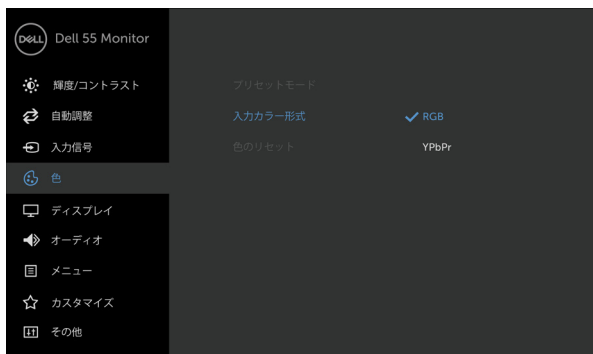 DELL Dell 55 Monitor
輝度/コントラスト
プリセットモード
自動調整
入力カラー形式 RGB
入力信号
色のリセット YPbPr
色
ディスプレイ
オーディオ
メニュー
カスタマイズ
その他